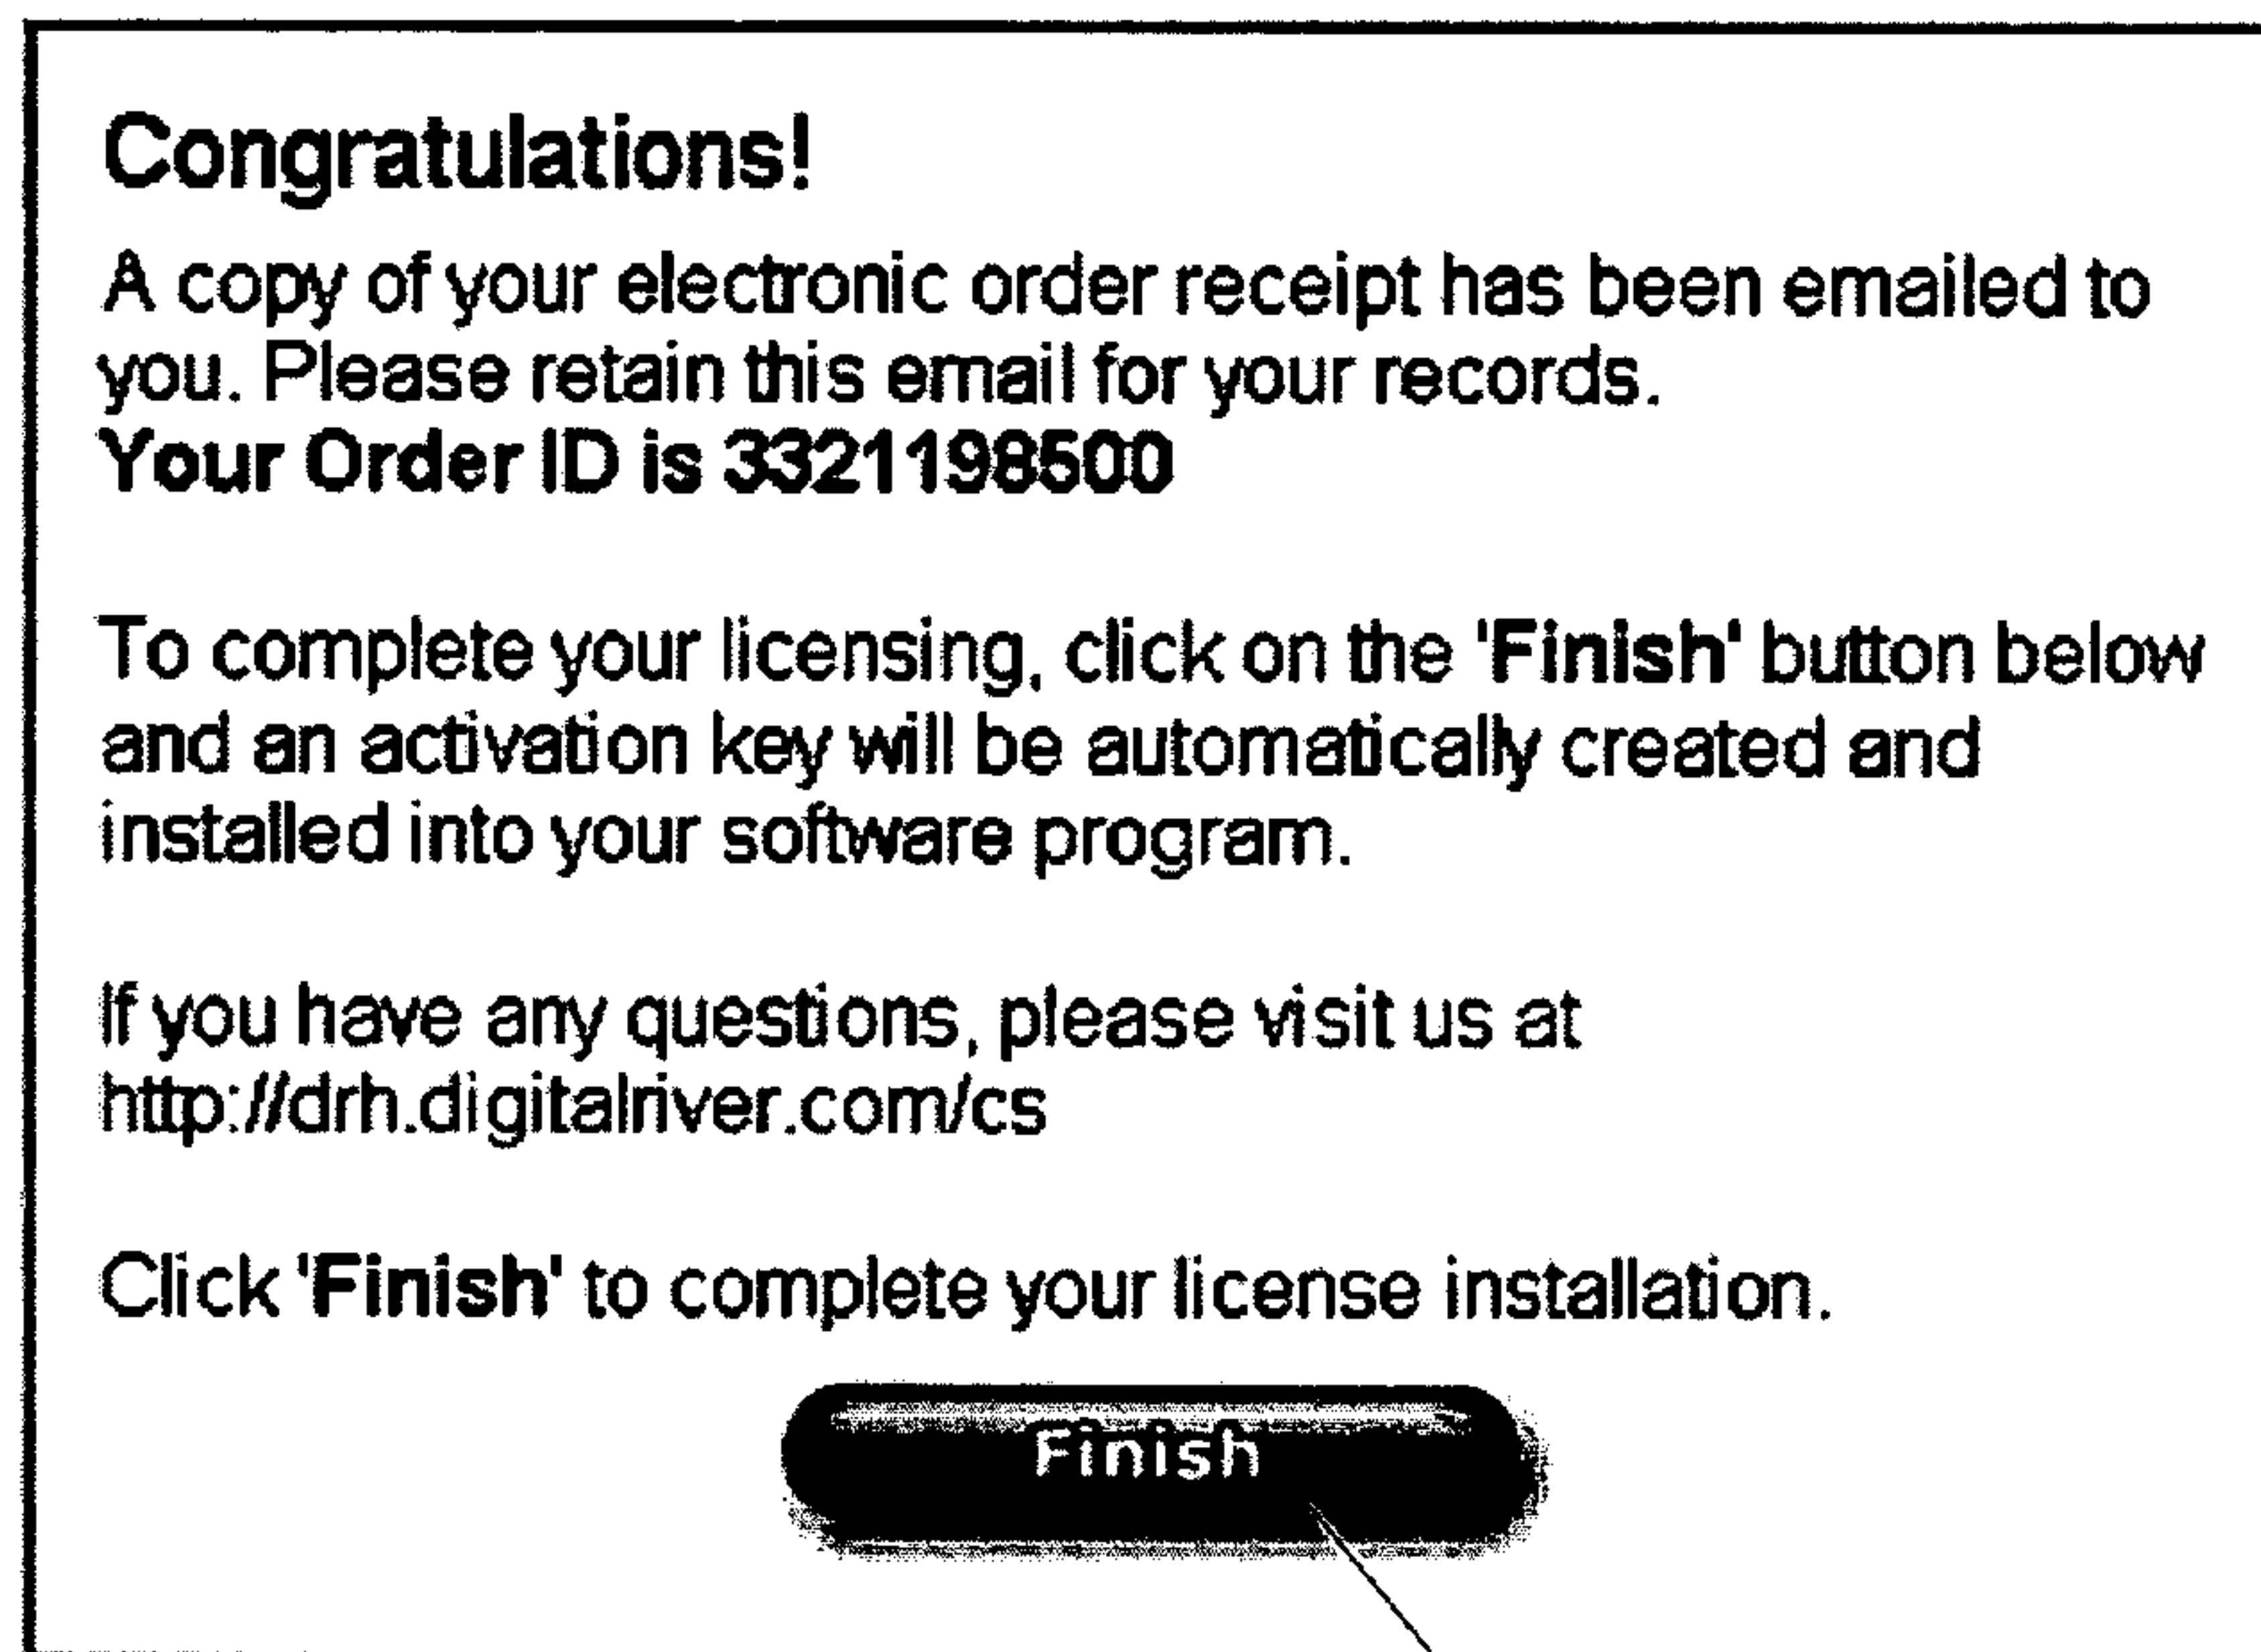 Congratulations!
A copy of your electronic order receipt has been emailed to
you. Please retain this email for your records.
Your Order ID is 3321198500
To complete your licensing, click on the 'Finish' button below
and an activation key will be automatically created and
installed into your software program.
If you have any questions, please visit us at
http://drh.digitalriver.com/cs
Click 'Finish' to complete your license installation.
Finish